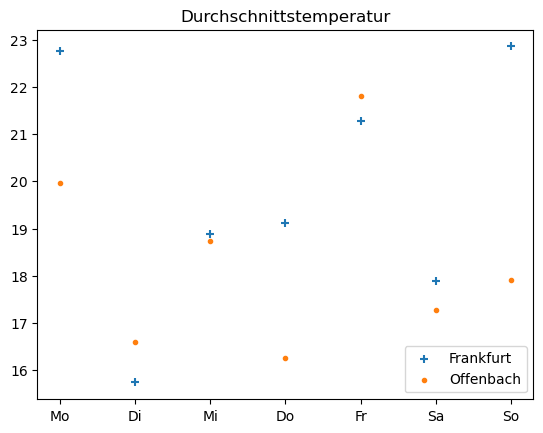 Durchschnittstemperatur
23
22
21
20
19
18
17
16
Mo Di Mi Do Fr Sa So
Frankfurt
Offenbach